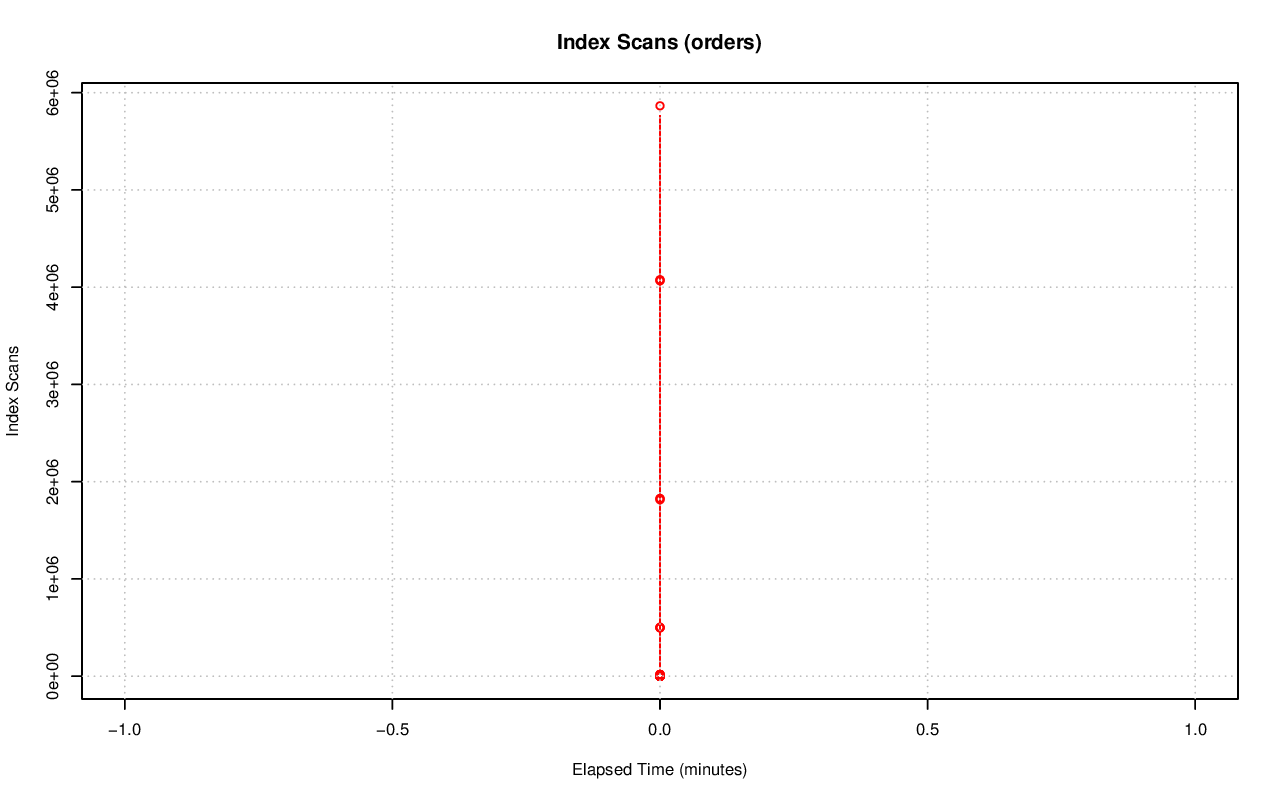 Index Scans (orders)
6e+06
5e+06
4e+06
3e+06
2e+06
1e+06
0e+00
Index Scans
−1.0 −0.5 0.0 0.5 1.0
Elapsed Time (minutes)